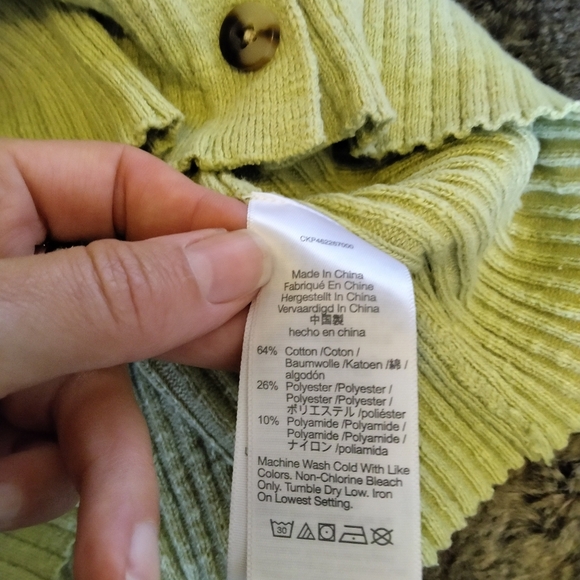 CKP462267000
Made In China
Fabriqué En Chine
Hergestellt In China
Vervaardigd In China
中国製
hecho en china
64% Cotton /Coton /
Baumwolle /Katoen /綿 /
algodón
26% Polyester /Polyester /
Polyester /Polyester /
ポリエステル /poliéster
10% Polyamide /Polyamide /
Polyamide /Polyamide /
ナイロン /poliamida
Machine Wash Cold With Like
Colors. Non-Chlorine Bleach
Only. Tumble Dry Low. Iron
On Lowest Setting.
30